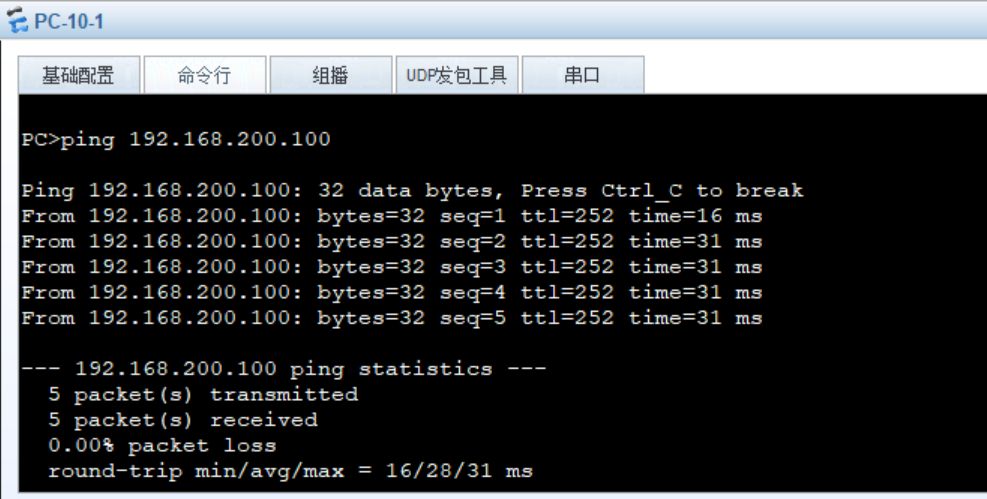 PC-10-1
基础配置 命令行 组播 UDP发包工具 串口
PC>ping 192.168.200.100
Ping 192.168.200.100: 32 data bytes, Press Ctrl_C to break
From 192.168.200.100: bytes=32 seq=1 ttl=252 time=16 ms
From 192.168.200.100: bytes=32 seq=2 ttl=252 time=31 ms
From 192.168.200.100: bytes=32 seq=3 ttl=252 time=31 ms
From 192.168.200.100: bytes=32 seq=4 ttl=252 time=31 ms
From 192.168.200.100: bytes=32 seq=5 ttl=252 time=31 ms
--- 192.168.200.100 ping statistics ---
5 packet(s) transmitted
5 packet(s) received
0.00% packet loss
round-trip min/avg/max = 16/28/31 ms